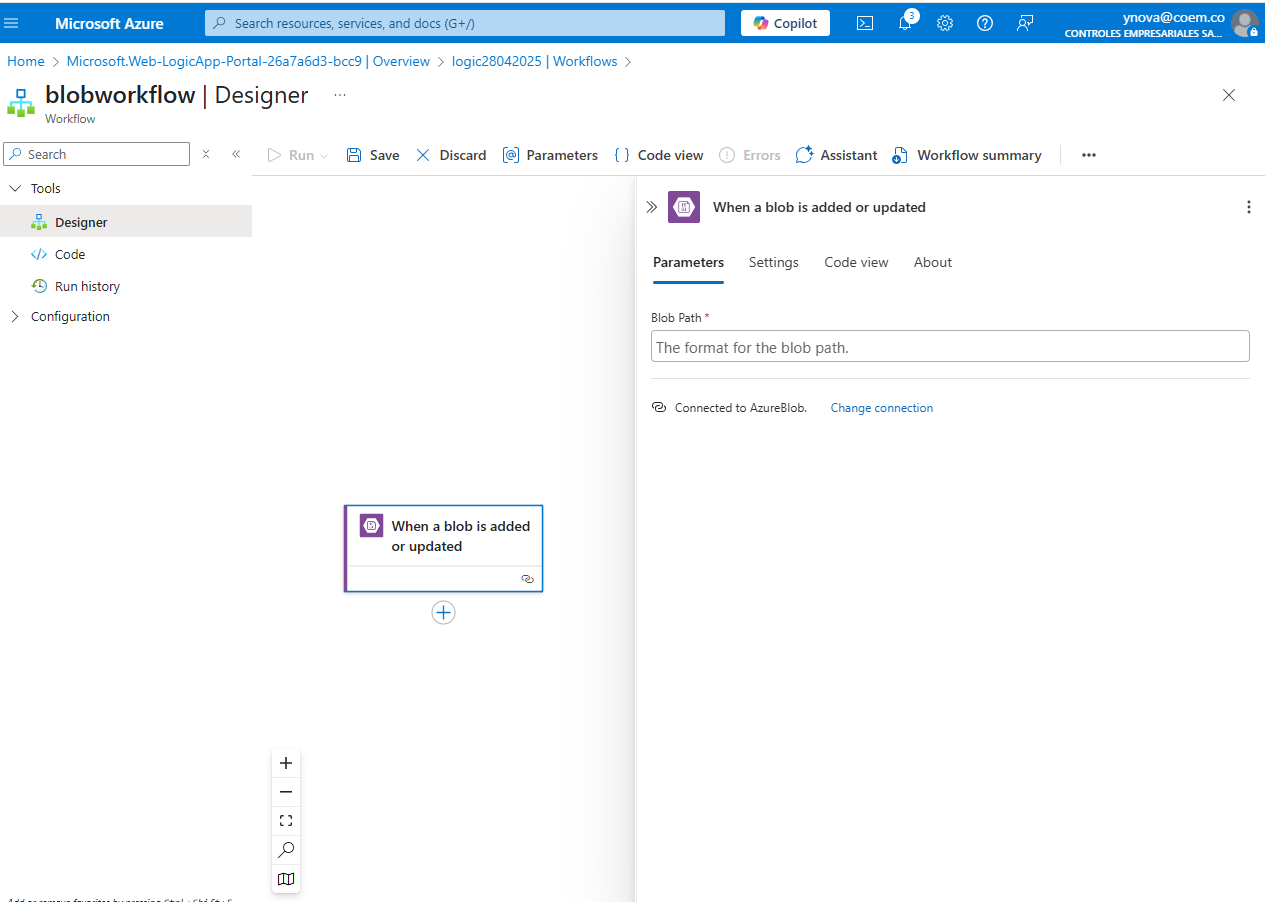 Microsoft Azure
Search resources, services, and docs (G+/)
Copilot
3
ynova@coem.co
CONTROLES EMPRESARIALES SA...
Home > Microsoft.Web-LogicApp-Portal-26a7a6d3-bcc9 | Overview > logic28042025 | Workflows >
blobworkflow | Designer ...
Workflow
Search
Run
Save
Discard
Parameters
Code view
Errors
Assistant
Workflow summary
Tools
Designer
Code
Run history
Configuration
When a blob is added or updated
Parameters
Settings
Code view
About
Blob Path *
The format for the blob path.
Connected to AzureBlob.
Change connection
When a blob is added
or updated